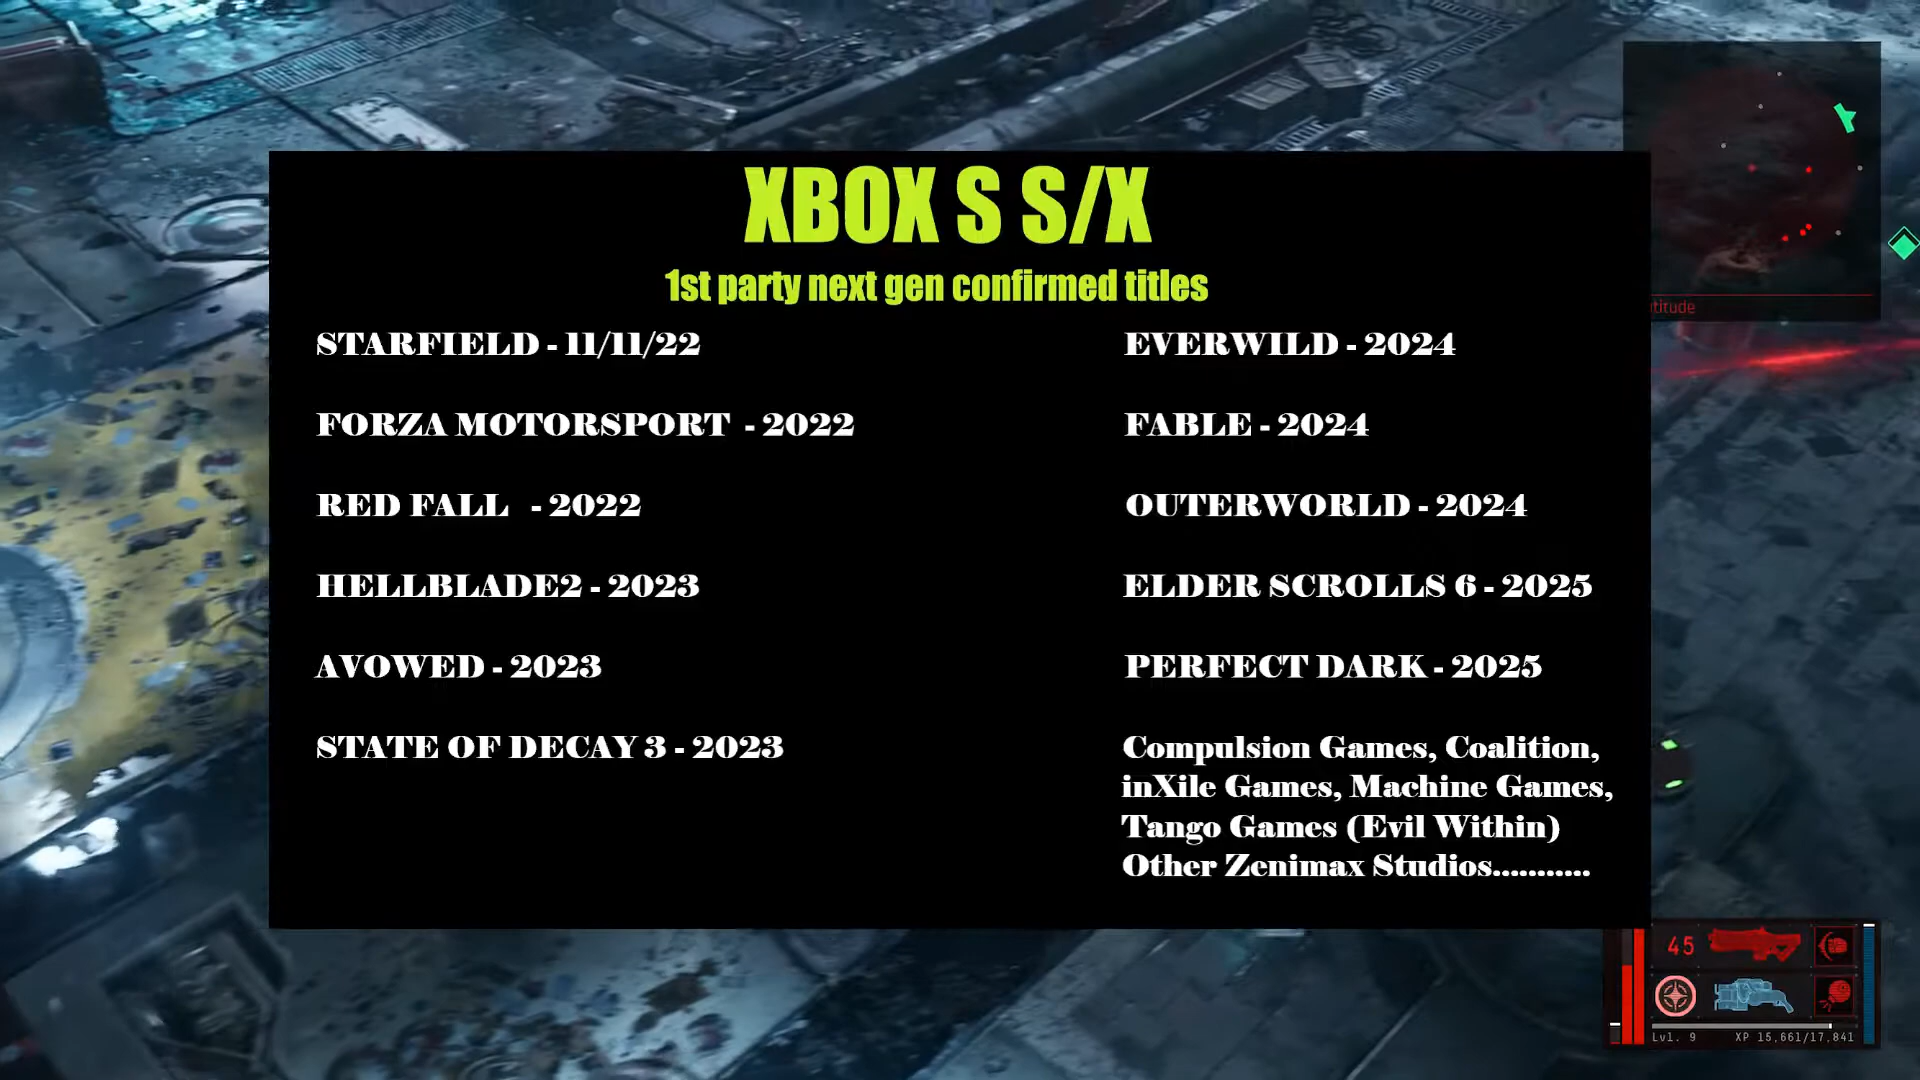 XBOX S S/X
1st party next gen confirmed titles
STARFIELD - 11/11/22
FORZA MOTORSPORT - 2022
RED FALL - 2022
HELLBLADE2 - 2023
AVOWED - 2023
STATE OF DECAY 3 - 2023
EVERWILD - 2024
FABLE - 2024
OUTERWORLD - 2024
ELDER SCROLLS 6 - 2025
PERFECT DARK - 2025
Compulsion Games, Coalition,
inXile Games, Machine Games,
Tango Games (Evil Within)
Other Zenimax Studios...........
45
Lvl. 9 XP 15,661/17,841